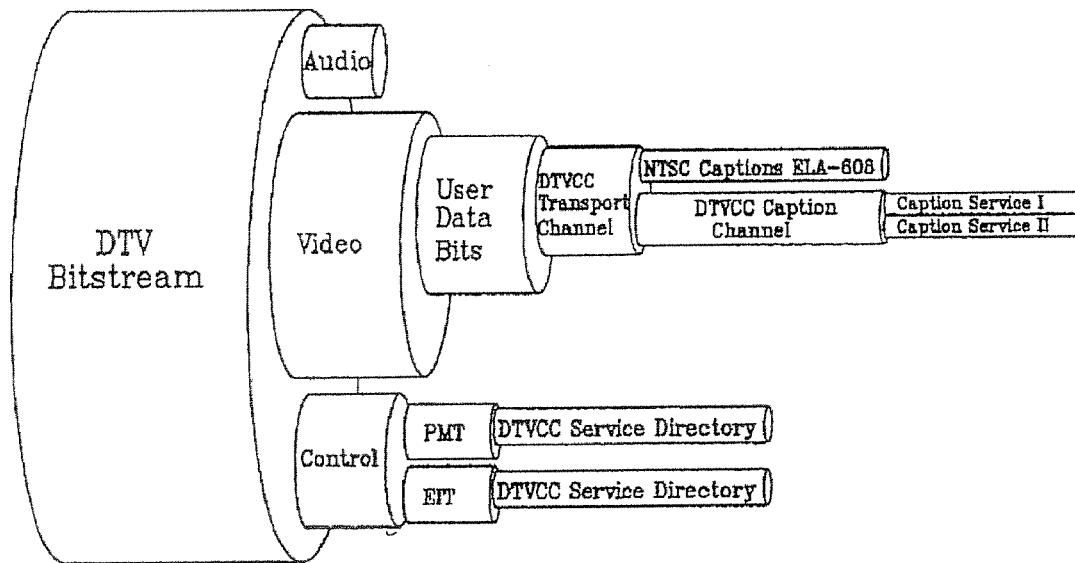 Audio
DTV
Bitstream
Video
User
Data
Bits
DTVCC
Transport
Channel
NTSC Captions ELA-608
DTVCC Caption
Channel
Caption Service I
Caption Service II
Control
PMT
DTVCC Service Directory
EIT
DTVCC Service Directory